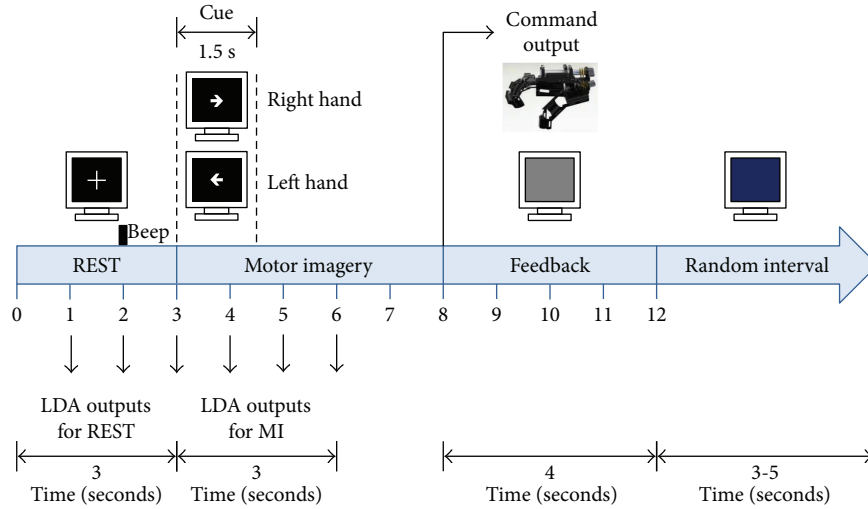 Cue
1.5 s
Command
output
Right hand
Left hand
Beep
REST
Motor imagery
Feedback
Random interval
0 1 2 3 4 5 6 7 8 9 10 11 12
LDA outputs
for REST
LDA outputs
for MI
3
Time (seconds)
3
Time (seconds)
4
Time (seconds)
3-5
Time (seconds)